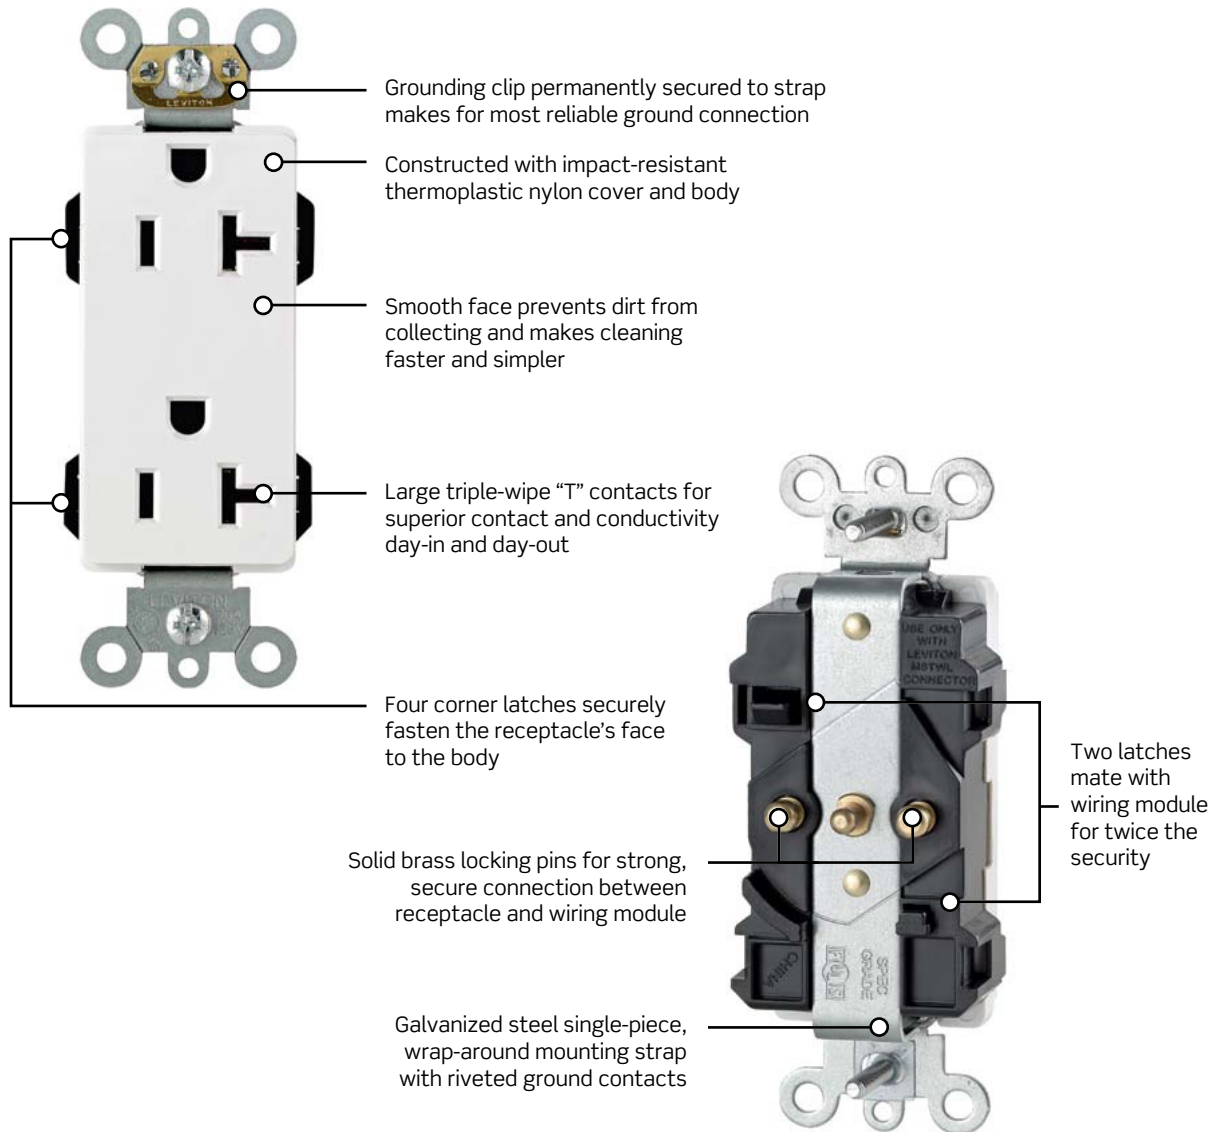 LEVITON
Grounding clip permanently secured to strap
makes for most reliable ground connection
Constructed with impact-resistant
thermoplastic nylon cover and body
Smooth face prevents dirt from
collecting and makes cleaning
faster and simpler
Large triple-wipe “T” contacts for
superior contact and conductivity
day-in and day-out
LEVITON
Four corner latches securely
fasten the receptacle’s face
to the body
USE ONLY
WITH
LEVITON
MSTWL
CONNECTOR
Two latches
mate with
wiring module
for twice the
security
Solid brass locking pins for strong,
secure connection between
receptacle and wiring module
CHINA
SPEC
GRADE
Galvanized steel single-piece,
wrap-around mounting strap
with riveted ground contacts